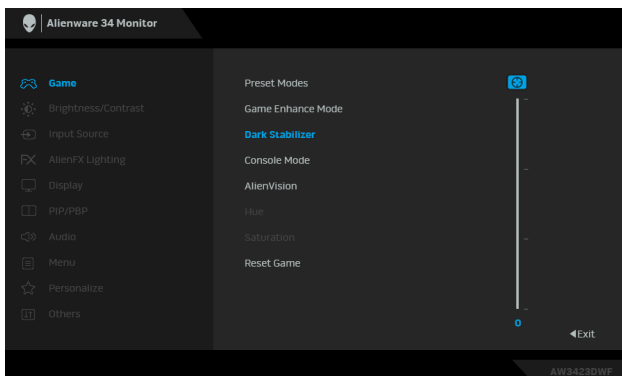 Alienware 34 Monitor
Game
Preset Modes
Brightness/Contrast
Game Enhance Mode
Input Source
Dark Stabilizer
FX AlienFX Lighting
Console Mode
Display
AlienVision
PIP/PBP
Hue
Audio
Saturation
Menu
Reset Game
Personalize
Others
0
Exit
AW3423DWF